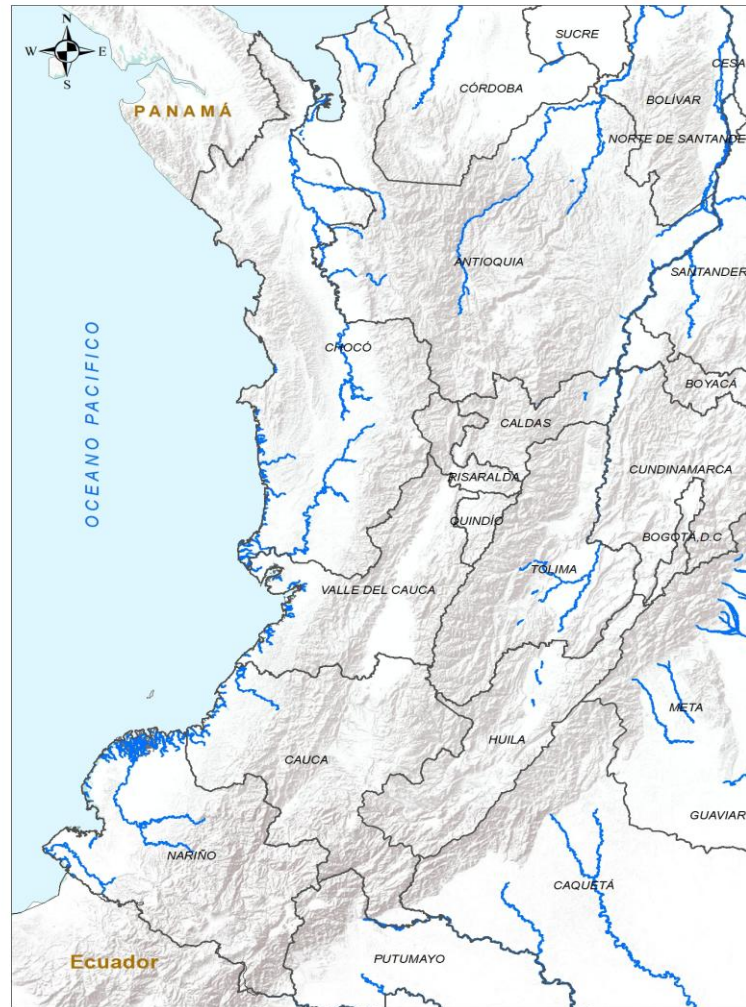 N
W E
S
PANAMÁ
SUCRE
CÓRDOBA
CESA
BOLÍVAR
NORTE DE SANTANDE
ANTIOQUIA
SANTANDER
OCEANO PACIFICO
CHOCÓ
BOYACÁ
CALDAS
CUNDINAMARCA
RISARALDA
QUINDÍO
BOGOTÁ, D.C
TOLIMA
VALLE DEL CAUCA
META
HUILA
CAUCA
GUAVIAR
NARIÑO
CAQUETÁ
Ecuador
PUTUMAYO